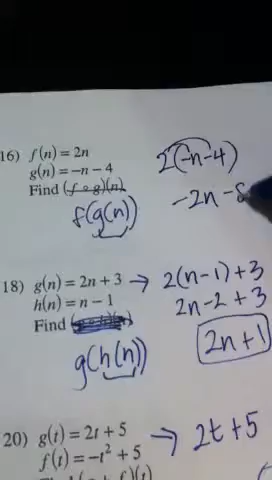 16) f(n) = 2n
g(n) = −n − 4
Find (f ∘ g)(n)
f(g(n))
2(−n−4)
−2n −8
18) g(n) = 2n + 3 → 2(n−1)+3
h(n) = n − 1
2n−2 + 3
Find
g(h(n))
2n+1
20) g(t) = 2t + 5 → 2t+5
f(t) = −t² + 5